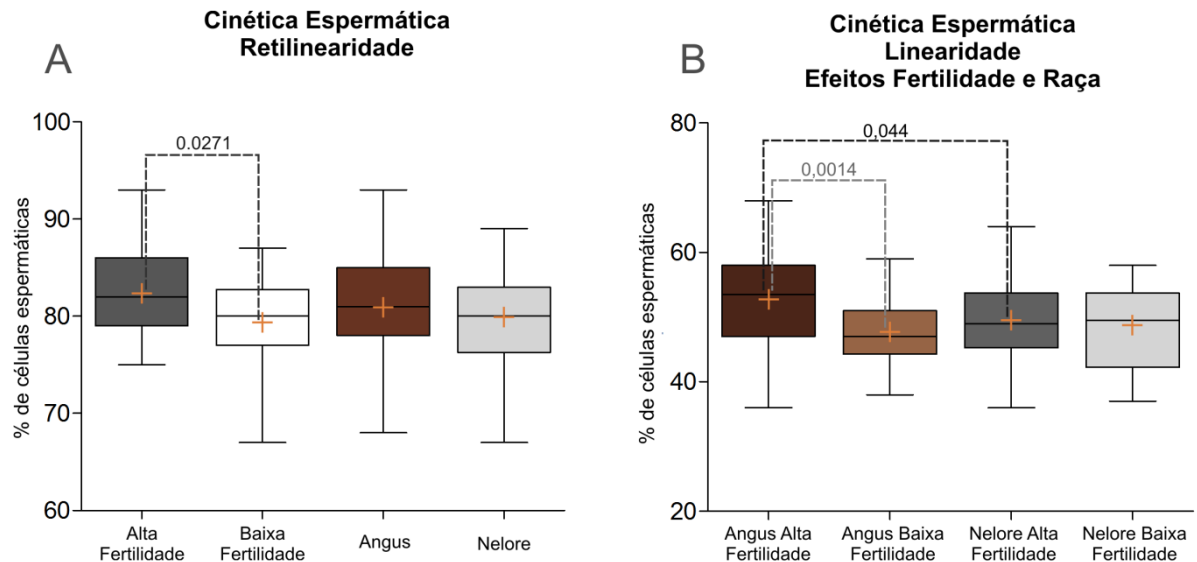 Cinética Espermática
Retilinearidade
A
100
90
80
70
60
% de células espermáticas
0.0271
Alta
Fertilidade
Baixa
Fertilidade
Angus
Nelore
Cinética Espermática
Linearidade
Efeitos Fertilidade e Raça
B
80
60
40
20
% de células espermáticas
0,044
0,0014
Angus Alta
Fertilidade
Angus Baixa
Fertilidade
Nelore Alta
Fertilidade
Nelore Baixa
Fertilidade